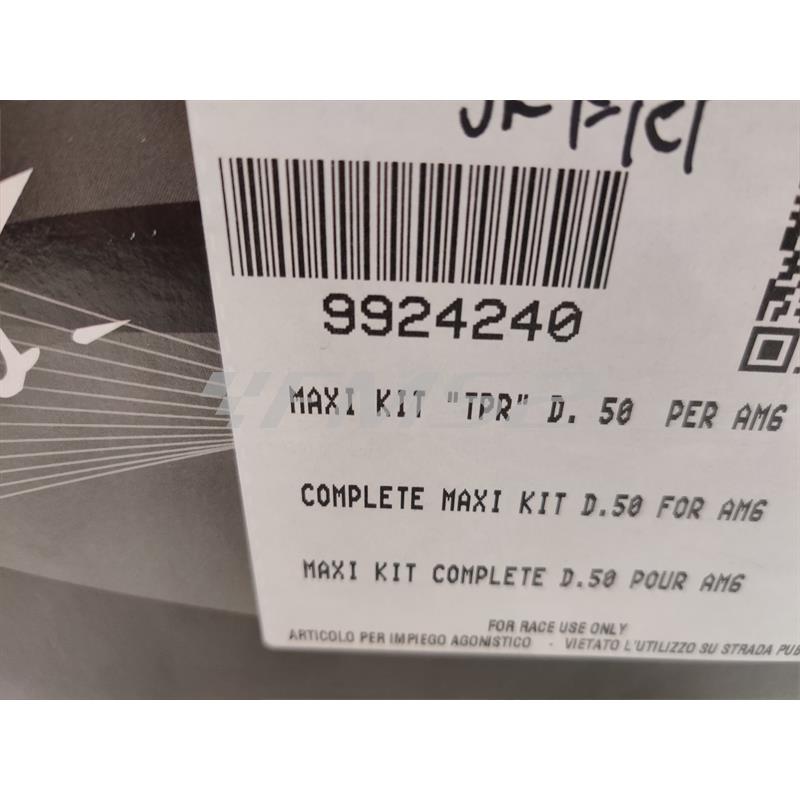 9924240
MAXI KIT "TPR" D. 50 PER AM6
COMPLETE MAXI KIT D.50 FOR AM6
MAXI KIT COMPLETE D.50 POUR AM6
FOR RACE USE ONLY
ARTICOLO PER IMPIEGO AGONISTICO - VIETATO L'UTILIZZO SU STRADA PUB